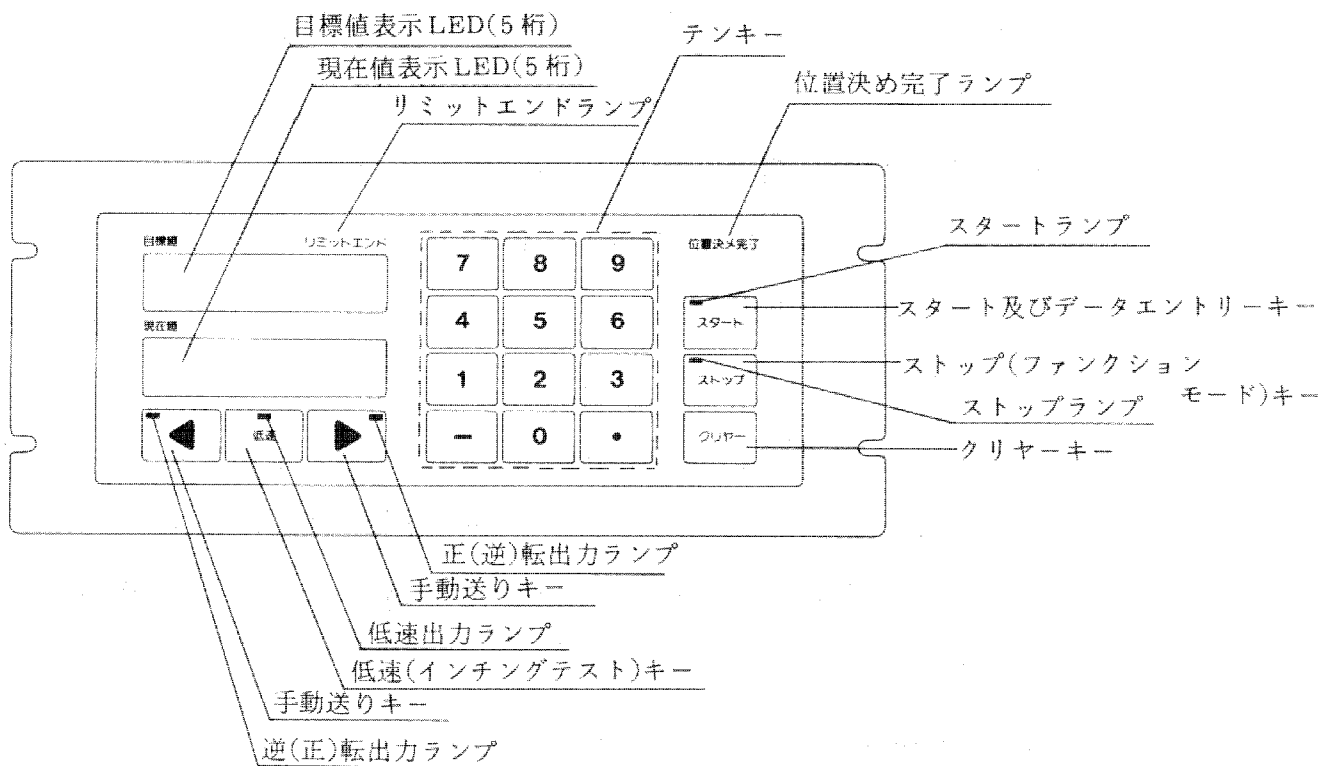 目標値表示LED(5桁)
現在値表示LED(5桁)
リミットエンドランプ
テンキー
位置決め完了ランプ
目標値
リミットエンド
現在値
7 8 9
4 5 6
1 2 3
− 0 •
位置決メ完了
スタート
ストップ
クリヤー
低速
スタートランプ
スタート及びデータエントリーキー
ストップ(ファンクション
モード)キー
ストップランプ
クリヤーキー
正(逆)転出力ランプ
手動送りキー
低速出力ランプ
低速(インチングテスト)キー
手動送りキー
逆(正)転出力ランプ